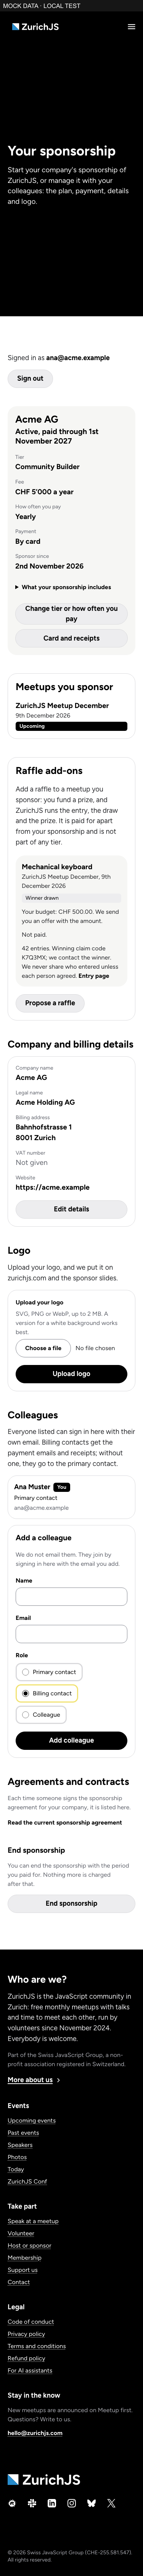 MOCK DATA · LOCAL TEST
ZurichJS
Your sponsorship
Start your company's sponsorship of
ZurichJS, or manage it with your
colleagues: the plan, payment, details
and logo.
Signed in as ana@acme.example
Sign out
Acme AG
Active, paid through 1st
November 2027
Tier
Community Builder
Fee
CHF 5'000 a year
How often you pay
Yearly
Payment
By card
Sponsor since
2nd November 2026
What your sponsorship includes
Change tier or how often you
pay
Card and receipts
Meetups you sponsor
ZurichJS Meetup December
9th December 2026
Upcoming
Raffle add-ons
Add a raffle to a meetup you
sponsor: you fund a prize, and
ZurichJS runs the entry, the draw
and the prize. It is paid for apart
from your sponsorship and is not
part of any tier.
Mechanical keyboard
ZurichJS Meetup December, 9th
December 2026
Winner drawn
Your budget: CHF 500.00. We send
you an offer with the amount.
Not paid.
42 entries. Winning claim code
K7Q3MX; we contact the winner.
We never share who entered unless
each person agreed. Entry page
Propose a raffle
Company and billing details
Company name
Acme AG
Legal name
Acme Holding AG
Billing address
Bahnhofstrasse 1
8001 Zurich
VAT number
Not given
Website
https://acme.example
Edit details
Logo
Upload your logo, and we put it on
zurichjs.com and the sponsor slides.
Upload your logo
SVG, PNG or WebP, up to 2 MB. A
version for a white background works
best.
Choose a file
No file chosen
Upload logo
Colleagues
Everyone listed can sign in here with their
own email. Billing contacts get the
payment emails and receipts; without
one, they go to the primary contact.
Ana Muster You
Primary contact
ana@acme.example
Add a colleague
We do not email them. They join by
signing in here with the email you add.
Name
Email
Role
Primary contact
Billing contact
Colleague
Add colleague
Agreements and contracts
Each time someone signs the sponsorship
agreement for your company, it is listed here.
Read the current sponsorship agreement
End sponsorship
You can end the sponsorship with the period
you paid for. Nothing more is charged
after that.
End sponsorship
Who are we?
ZurichJS is the JavaScript community in
Zurich: free monthly meetups with talks
and time to meet each other, run by
volunteers since November 2024.
Everybody is welcome.
Part of the Swiss JavaScript Group, a non-
profit association registered in Switzerland.
More about us
Events
Upcoming events
Past events
Speakers
Photos
Today
ZurichJS Conf
Take part
Speak at a meetup
Volunteer
Host or sponsor
Membership
Support us
Contact
Legal
Code of conduct
Privacy policy
Terms and conditions
Refund policy
For AI assistants
Stay in the know
New meetups are announced on Meetup first.
Questions? Write to us.
hello@zurichjs.com
ZurichJS
© 2026 Swiss JavaScript Group (CHE-255.581.547).
All rights reserved.